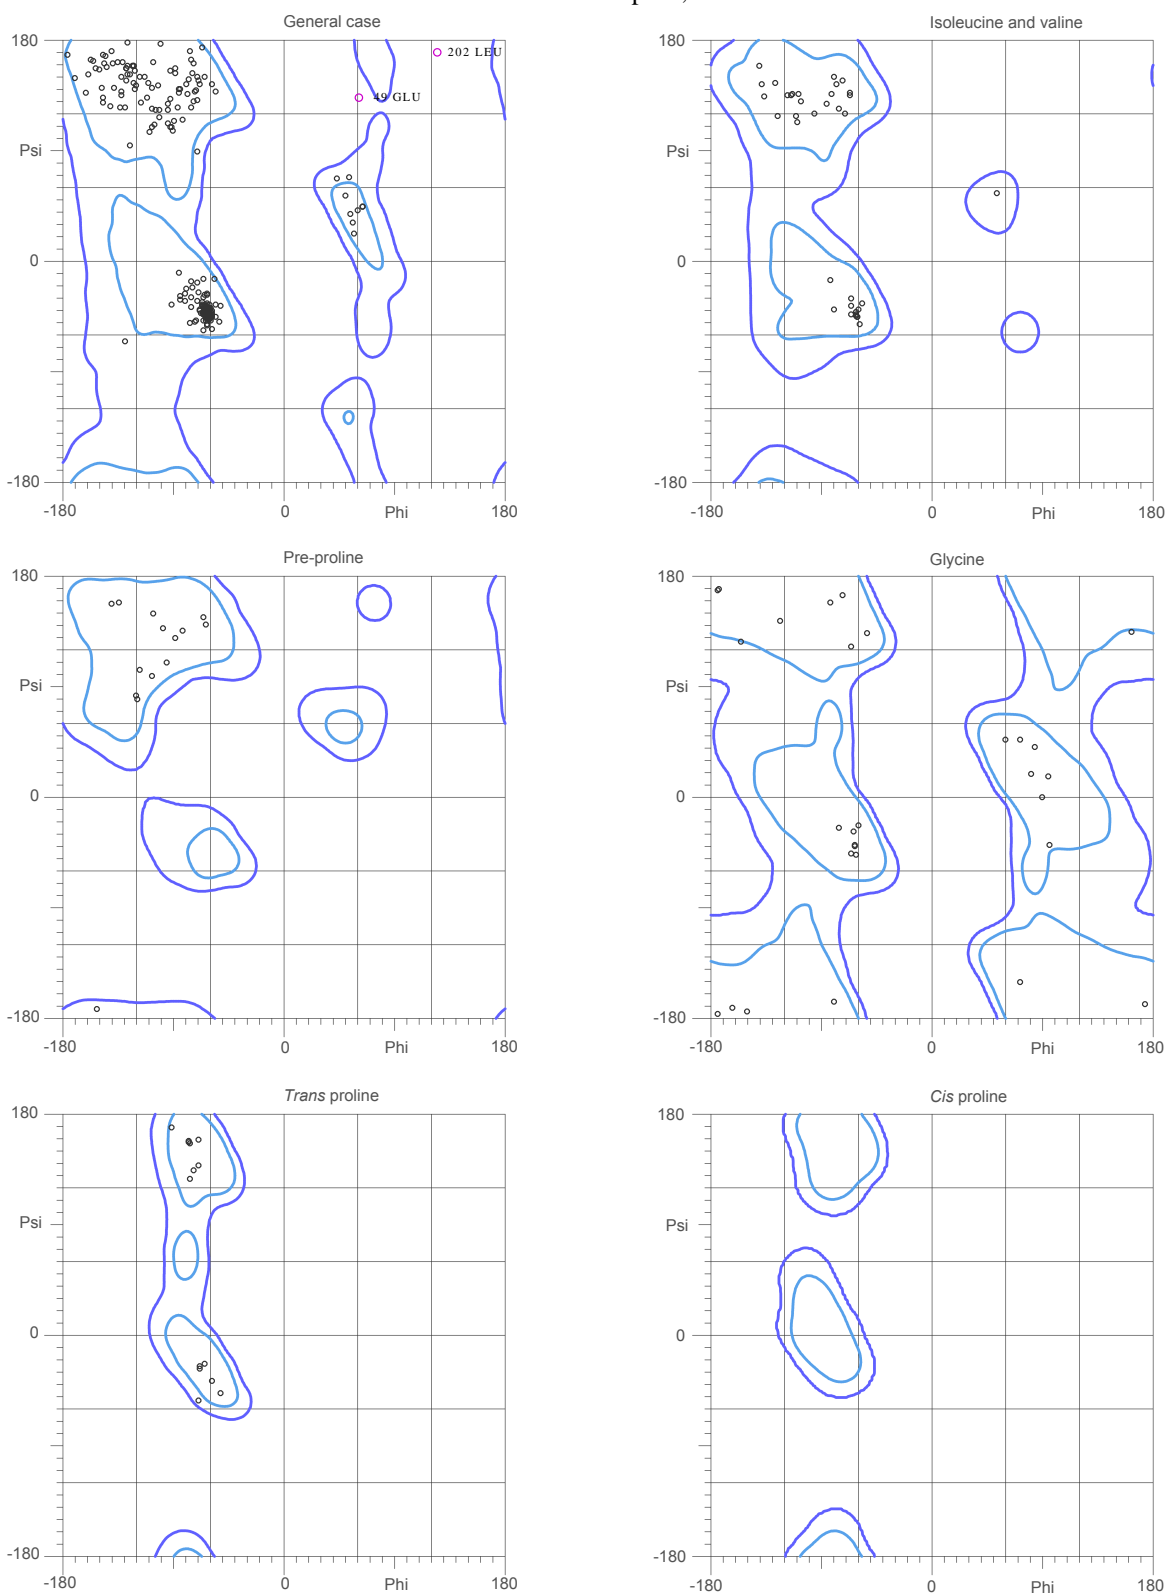 General case
180
202 LEU
49 GLU
Psi
0
-180
-180
0
Phi
180
Isoleucine and valine
180
Psi
0
-180
-180
0
Phi
180
Pre-proline
180
Psi
0
-180
-180
0
Phi
180
Glycine
180
Psi
0
-180
-180
0
Phi
180
Trans proline
180
Psi
0
-180
-180
0
Phi
180
Cis proline
180
Psi
0
-180
-180
0
Phi
180